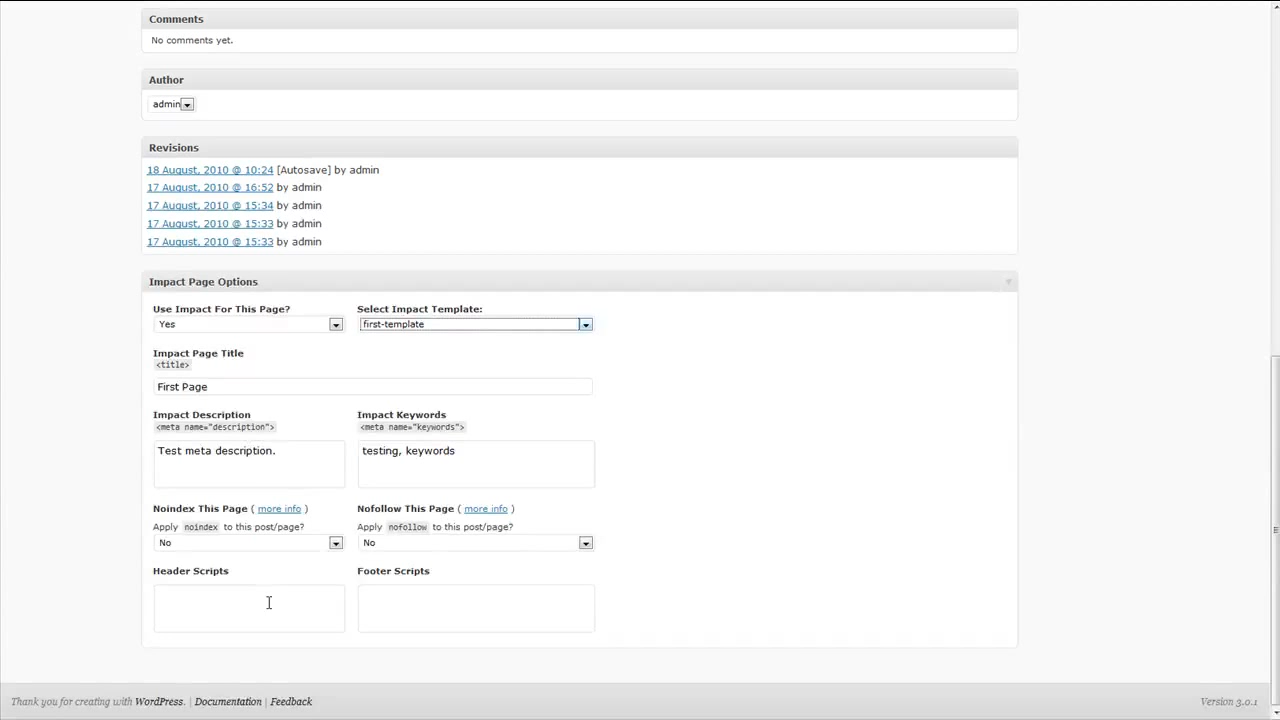 Comments
No comments yet.
Author
admin
Revisions
18 August, 2010 @ 10:24 [Autosave] by admin
17 August, 2010 @ 16:52 by admin
17 August, 2010 @ 15:34 by admin
17 August, 2010 @ 15:33 by admin
17 August, 2010 @ 15:33 by admin
Impact Page Options
Use Impact For This Page? Select Impact Template:
Yes first-template
Impact Page Title
<title>
First Page
Impact Description Impact Keywords
<meta name="description"> <meta name="keywords">
Test meta description. testing, keywords
Noindex This Page ( more info ) Nofollow This Page ( more info )
Apply noindex to this post/page? Apply nofollow to this post/page?
No No
Header Scripts Footer Scripts
Thank you for creating with WordPress. | Documentation | Feedback Version 3.0.1